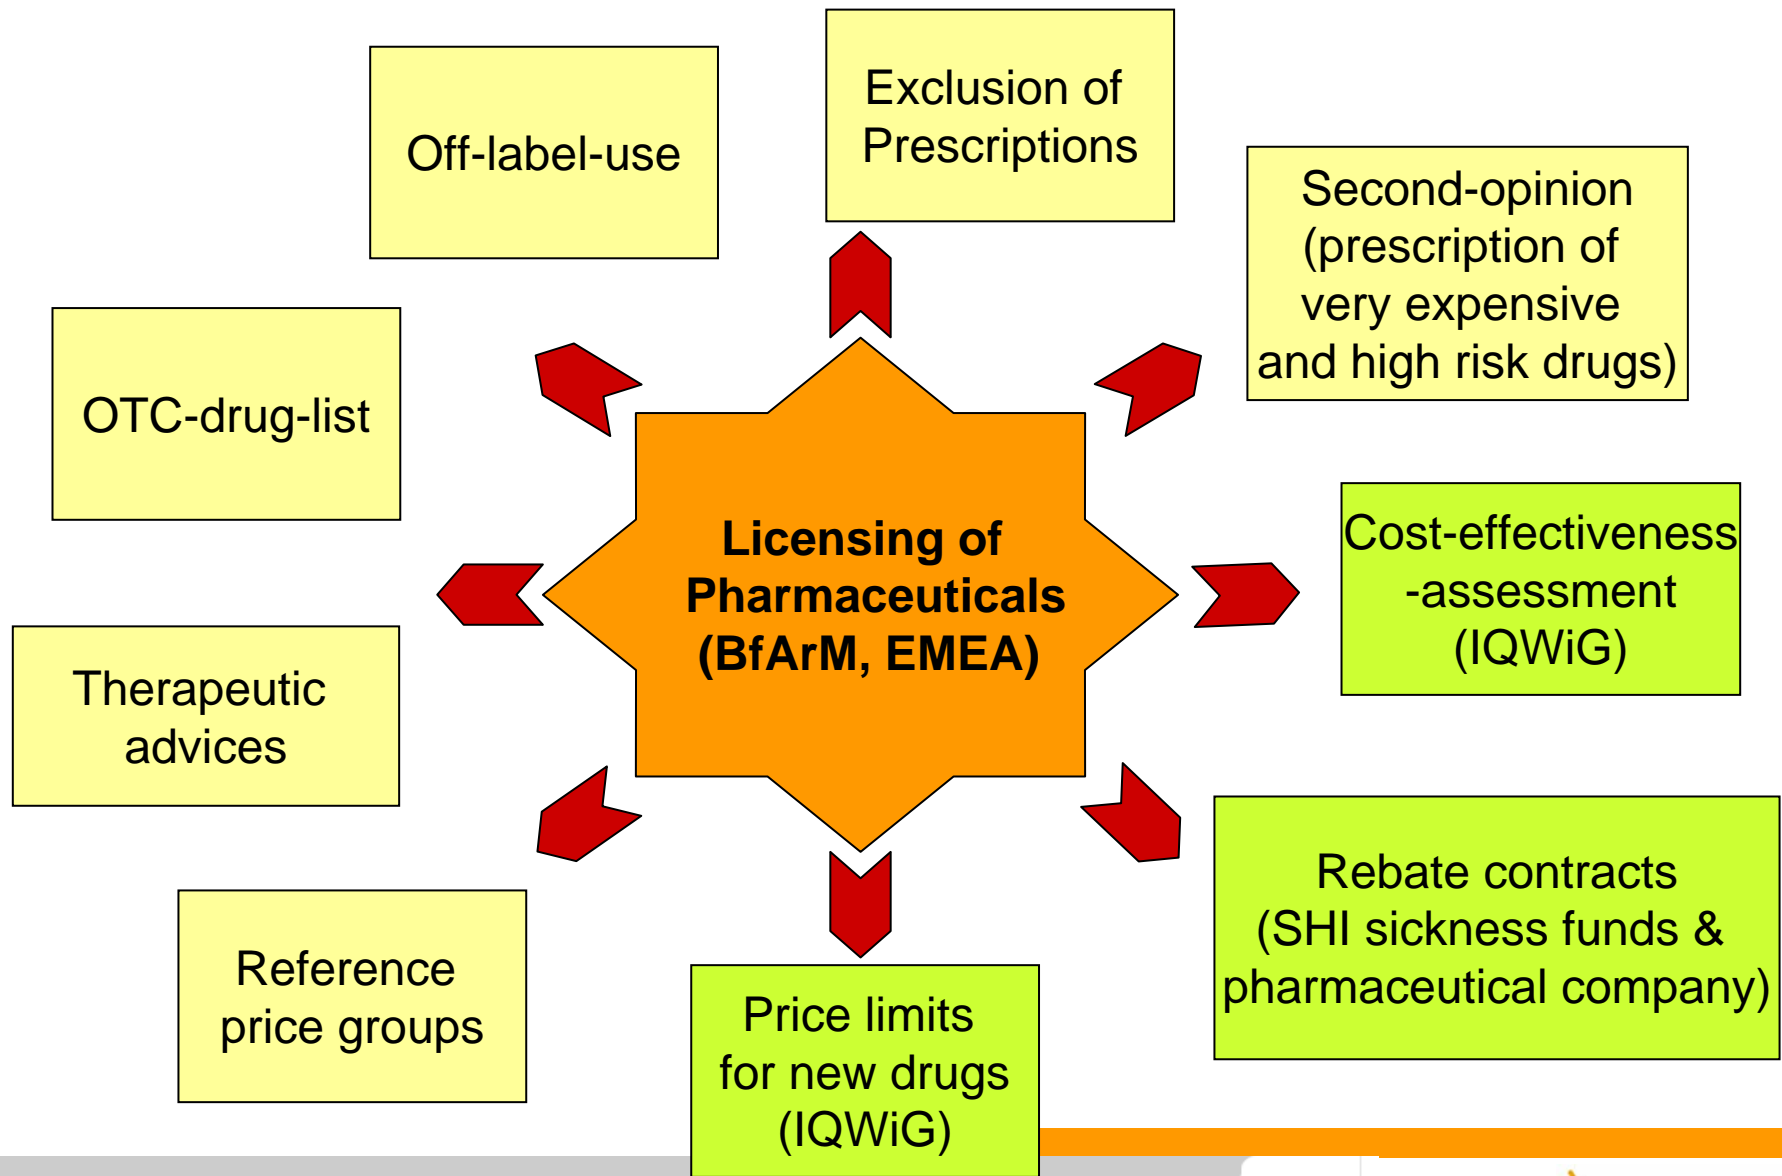 Exclusion of
Prescriptions
Off-label-use
Second-opinion
(prescription of
very expensive
and high risk drugs)
OTC-drug-list
Cost-effectiveness
-assessment
(IQWiG)
Licensing of
Pharmaceuticals
(BfArM, EMEA)
Therapeutic
advices
Rebate contracts
(SHI sickness funds &
pharmaceutical company)
Reference
price groups
Price limits
for new drugs
(IQWiG)